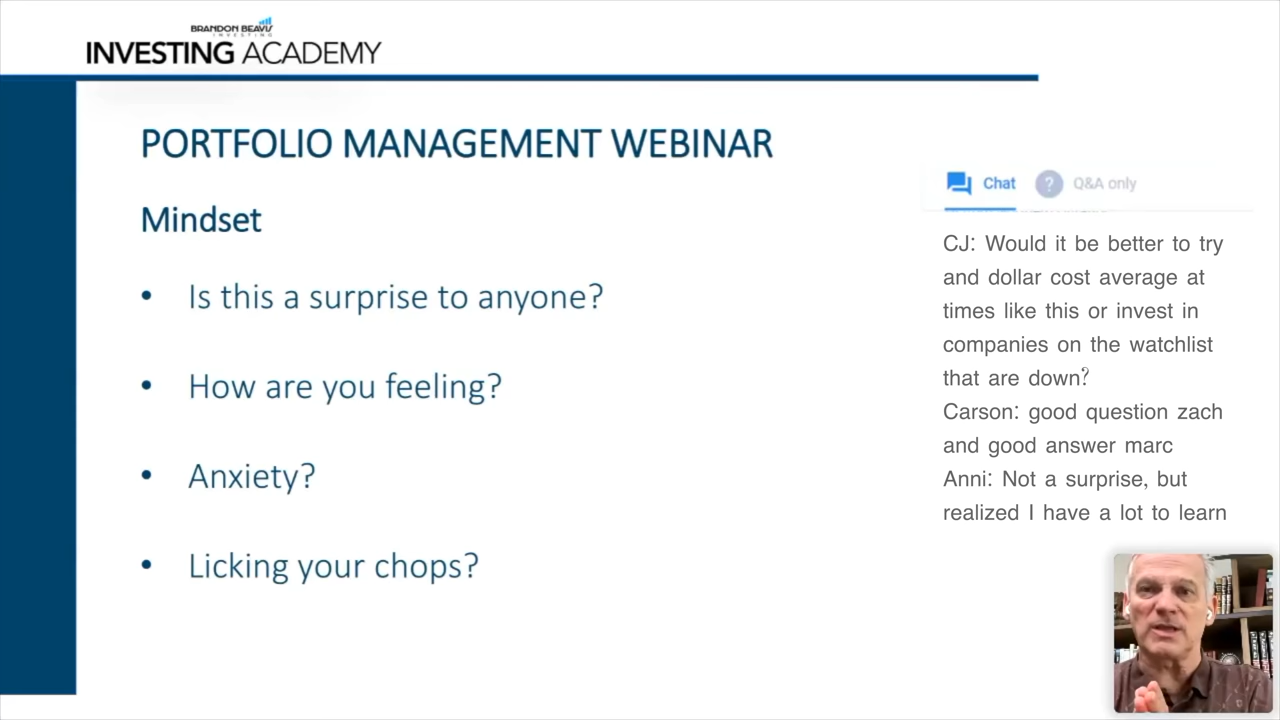 BRANDON BEAVIS
INVESTING
INVESTING ACADEMY
PORTFOLIO MANAGEMENT WEBINAR
Mindset
• Is this a surprise to anyone?
• How are you feeling?
• Anxiety?
• Licking your chops?
Chat ? Q&A only
CJ: Would it be better to try
and dollar cost average at
times like this or invest in
companies on the watchlist
that are down?
Carson: good question zach
and good answer marc
Anni: Not a surprise, but
realized I have a lot to learn